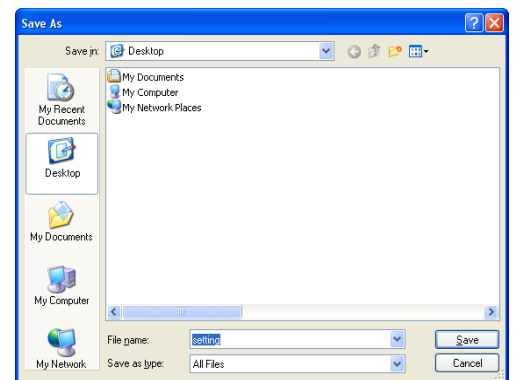 Save As
Save in: Desktop
My Recent
Documents
Desktop
My Documents
My Computer
My Network
My Documents
My Computer
My Network Places
File name: setting Save
Save as type: All Files Cancel